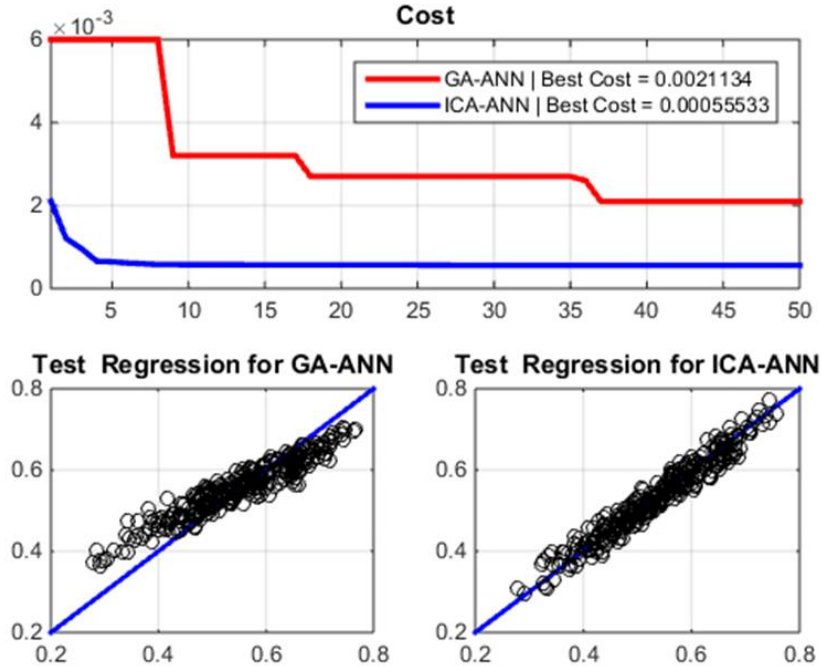 Cost
6 ×10-3
GA-ANN | Best Cost = 0.0021134
ICA-ANN | Best Cost = 0.00055533
4
2
0
5 10 15 20 25 30 35 40 45 50
Test Regression for GA-ANN
0.8
0.6
0.4
0.2
0.2 0.4 0.6 0.8
Test Regression for ICA-ANN
0.8
0.6
0.4
0.2
0.2 0.4 0.6 0.8